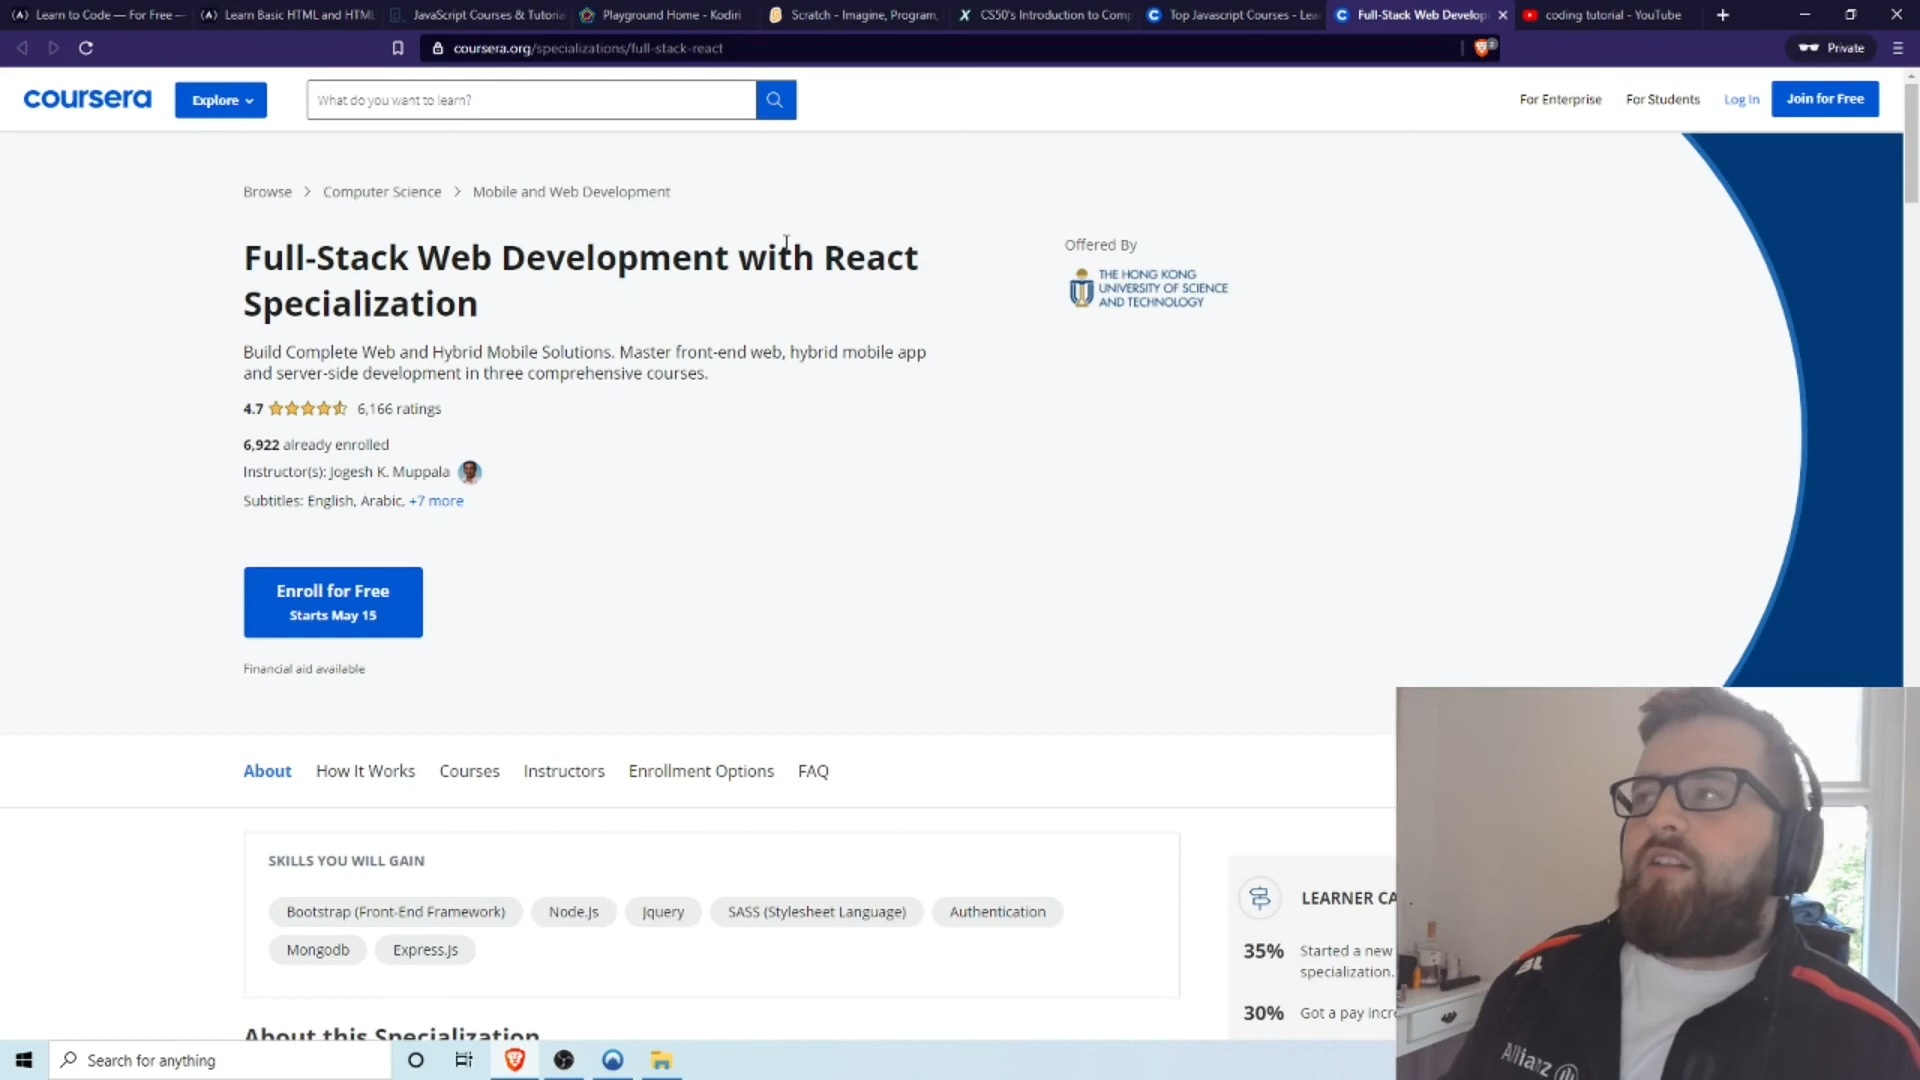 Learn to Code — For Free —
Learn Basic HTML and HTML
JavaScript Courses & Tutoria
Playground Home - Kodiri
Scratch - Imagine, Program,
CS50's Introduction to Comp
Top Javascript Courses - Lea
Full-Stack Web Develop
coding tutorial - YouTube
coursera.org/specializations/full-stack-react
2
Private
coursera
Explore
What do you want to learn?
For Enterprise
For Students
Log In
Join for Free
Browse > Computer Science > Mobile and Web Development
Full-Stack Web Development with React
Specialization
Offered By
THE HONG KONG
UNIVERSITY OF SCIENCE
AND TECHNOLOGY
Build Complete Web and Hybrid Mobile Solutions. Master front-end web, hybrid mobile app
and server-side development in three comprehensive courses.
4.7 6,166 ratings
6,922 already enrolled
Instructor(s): Jogesh K. Muppala
Subtitles: English, Arabic, +7 more
Enroll for Free
Starts May 15
Financial aid available
About How It Works Courses Instructors Enrollment Options FAQ
SKILLS YOU WILL GAIN
Bootstrap (Front-End Framework) Node.Js Jquery SASS (Stylesheet Language) Authentication
Mongodb Express.Js
LEARNER CA
35% Started a new
specialization.
30% Got a pay incre
About this Specialization
Allianz
Search for anything